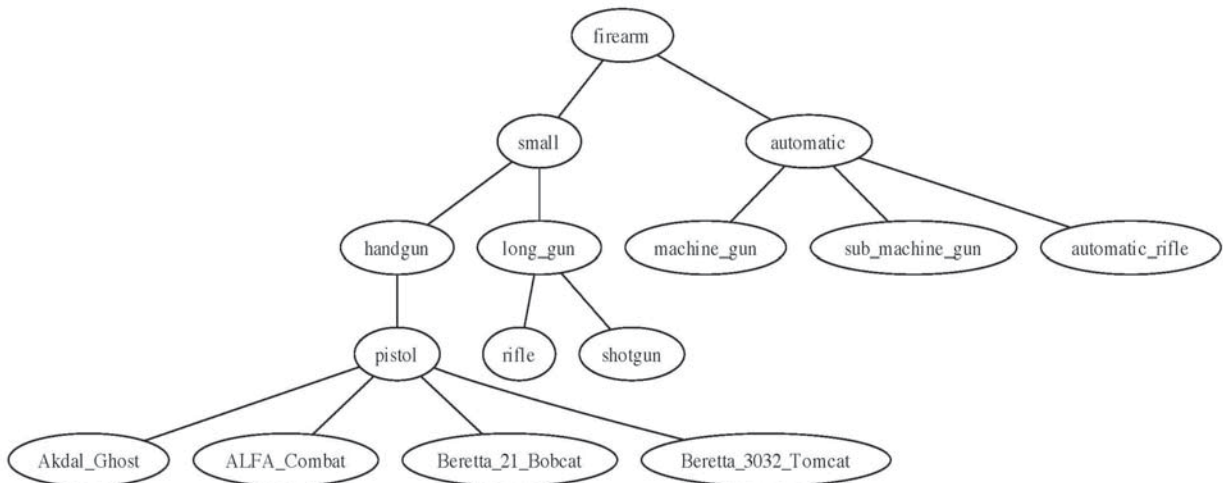 firearm
small automatic
handgun long_gun machine_gun sub_machine_gun automatic_rifle
pistol rifle shotgun
Akdal_Ghost ALFA_Combat Beretta_21_Bobcat Beretta_3032_Tomcat